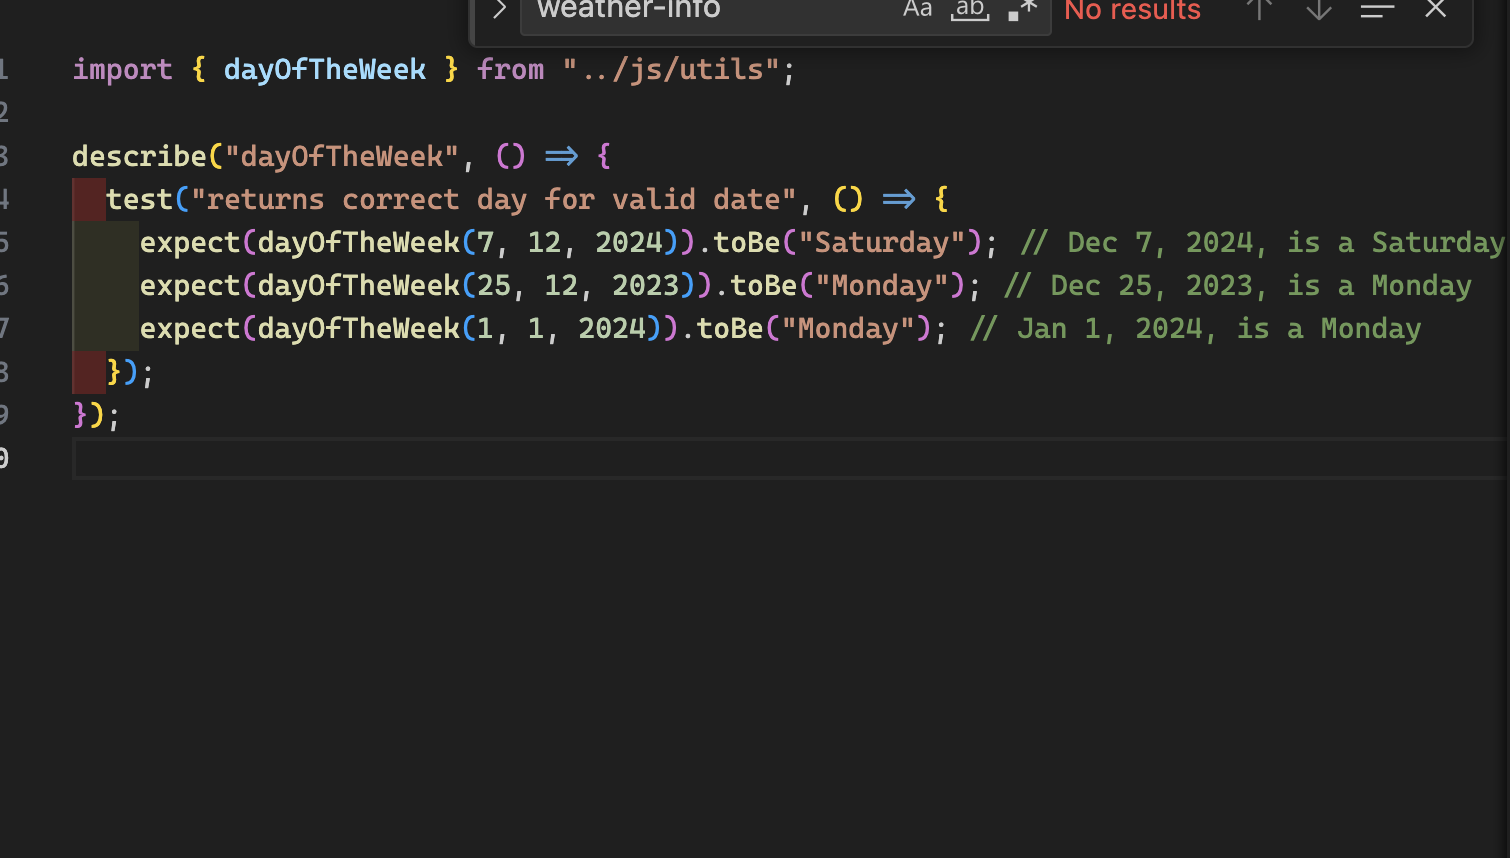 weather-info Aa ab .* No results
1 import { dayOfTheWeek } from "../js/utils";
2
3 describe("dayOfTheWeek", () => {
4 test("returns correct day for valid date", () => {
5 expect(dayOfTheWeek(7, 12, 2024)).toBe("Saturday"); // Dec 7, 2024, is a Saturday
6 expect(dayOfTheWeek(25, 12, 2023)).toBe("Monday"); // Dec 25, 2023, is a Monday
7 expect(dayOfTheWeek(1, 1, 2024)).toBe("Monday"); // Jan 1, 2024, is a Monday
8 });
9 });
0